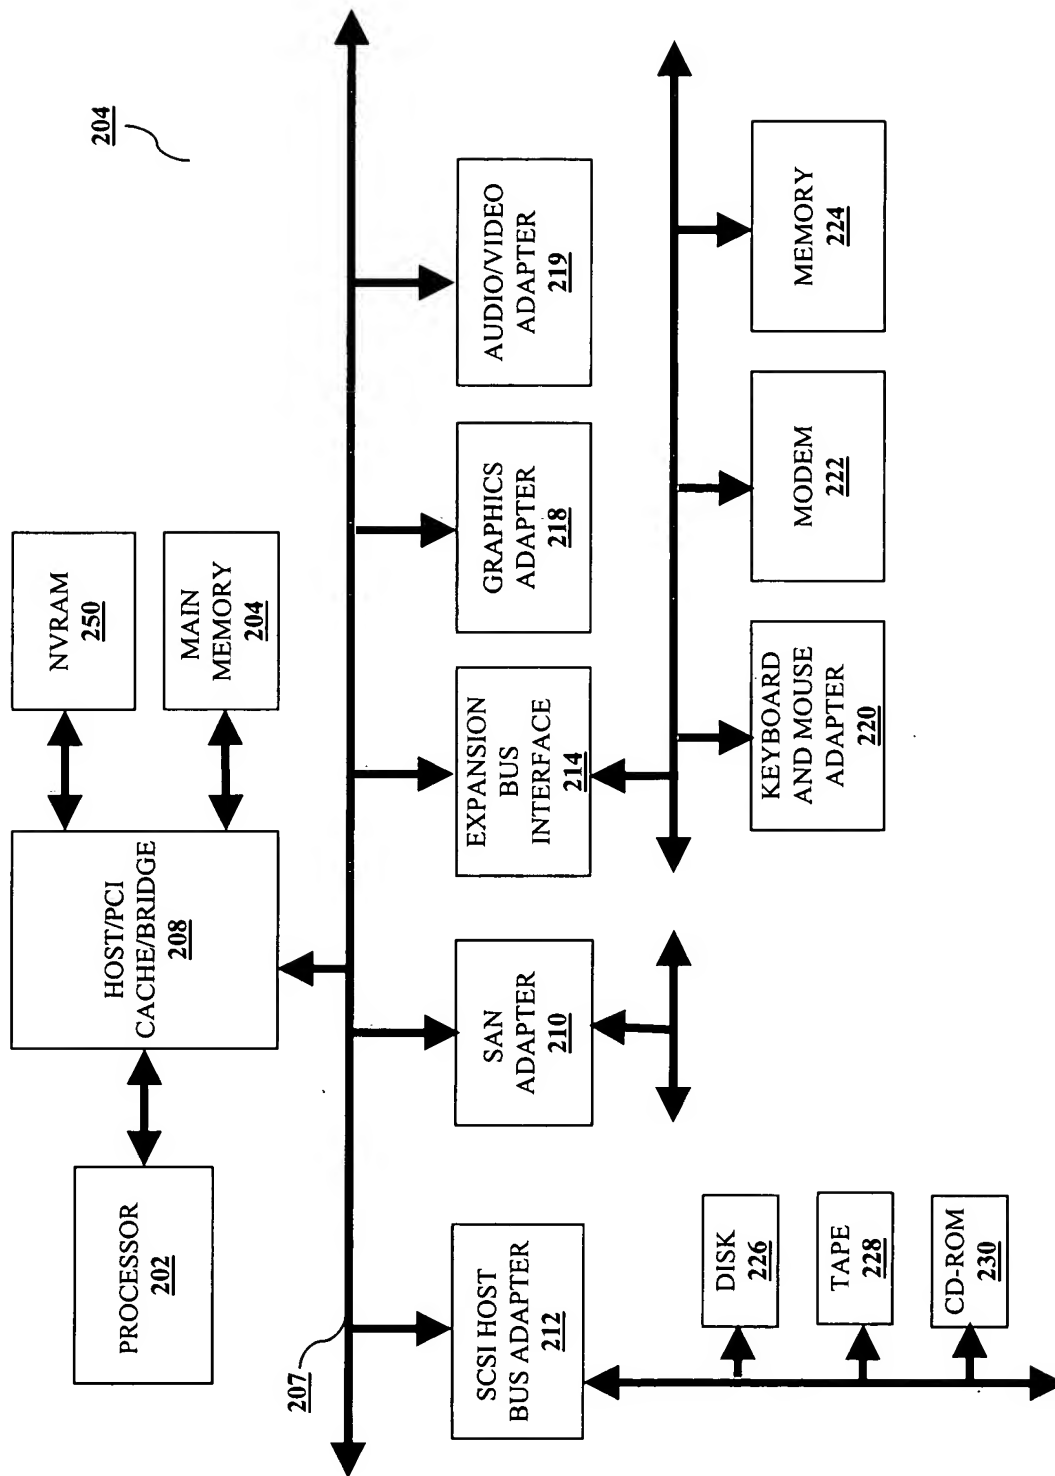 204
PROCESSOR
202
HOST/PCI
CACHE/BRIDGE
208
NVRAM
250
MAIN
MEMORY
204
207
SCSI HOST
BUS ADAPTER
212
SAN
ADAPTER
210
EXPANSION
BUS
INTERFACE
214
GRAPHICS
ADAPTER
218
AUDIO/VIDEO
ADAPTER
219
DISK
226
TAPE
228
CD-ROM
230
KEYBOARD
AND MOUSE
ADAPTER
220
MODEM
222
MEMORY
224